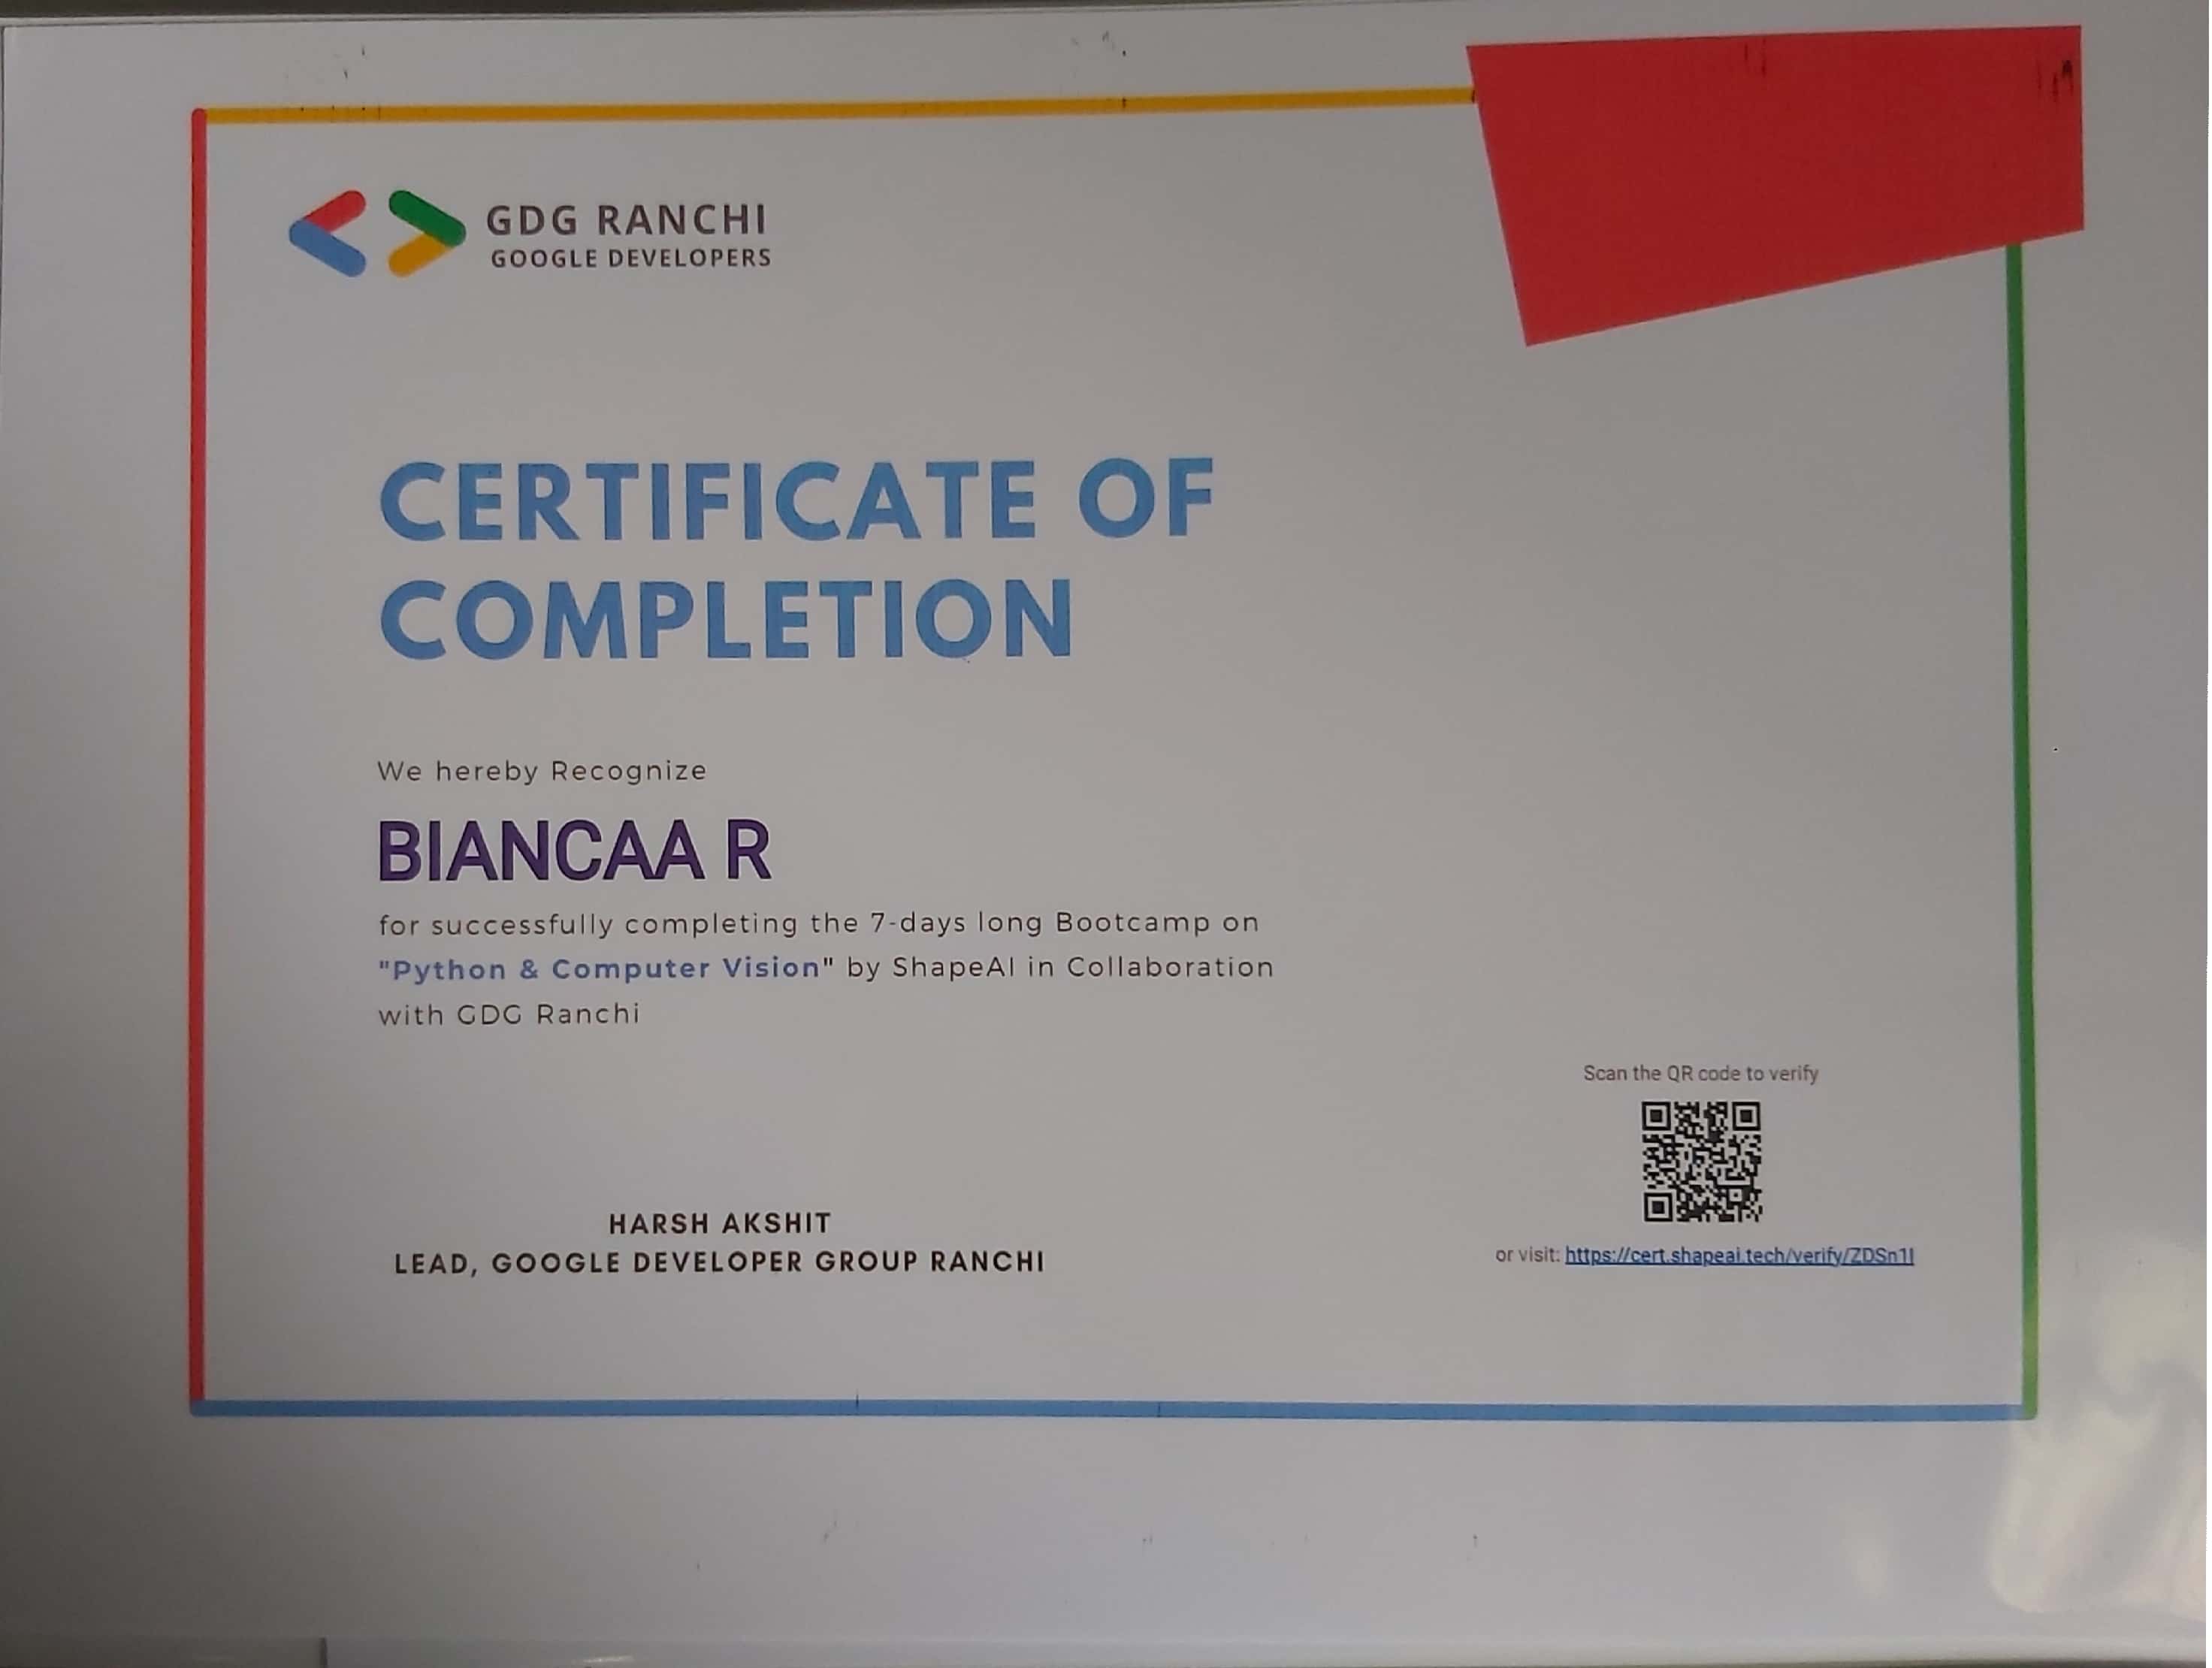 GDG RANCHI
GOOGLE DEVELOPERS
CERTIFICATE OF
COMPLETION
We hereby Recognize
BIANCAA R
for successfully completing the 7-days long Bootcamp on
"Python & Computer Vision" by ShapeAI in Collaboration
with GDG Ranchi
Scan the QR code to verify
HARSH AKSHIT
LEAD, GOOGLE DEVELOPER GROUP RANCHI
or visit: https://cert.shapeai.tech/verify/ZDSn1I